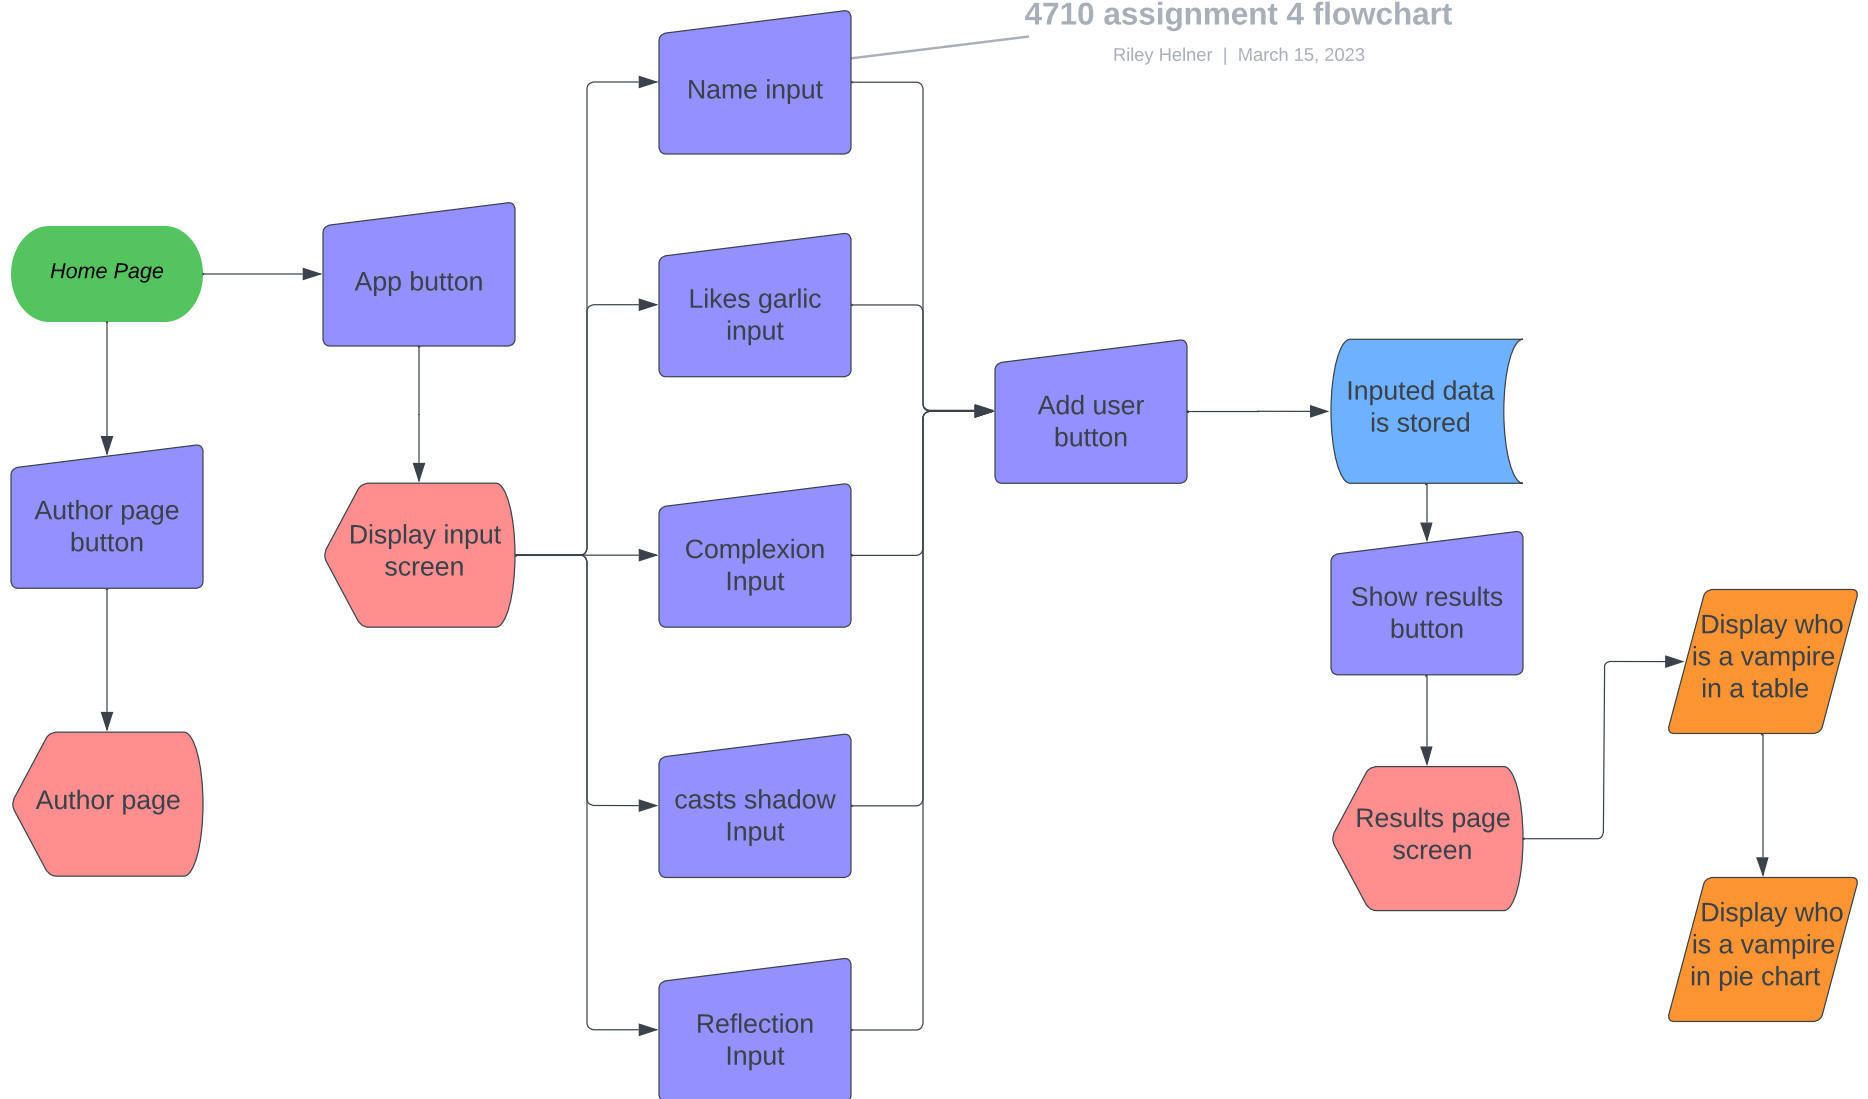 4710 assignment 4 flowchart
Riley Helner | March 15, 2023
Home Page
App button
Author page
button
Author page
Display input
screen
Name input
Likes garlic
input
Complexion
Input
casts shadow
Input
Reflection
Input
Add user
button
Inputed data
is stored
Show results
button
Results page
screen
Display who
is a vampire
in a table
Display who
is a vampire
in pie chart